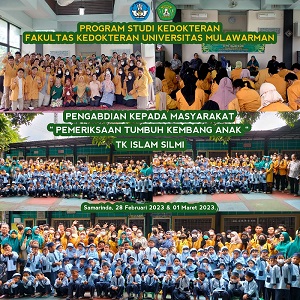 PROGRAM STUDI KEDOKTERAN
FAKULTAS KEDOKTERAN UNIVERSITAS MULAWARMAN
PENGABDIAN KEPADA MASYARAKAT
" PEMERIKSAAN TUMBUH KEMBANG ANAK "
TK ISLAM SILMI
Samarinda, 28 Februari 2023 & 01 Maret 2023.